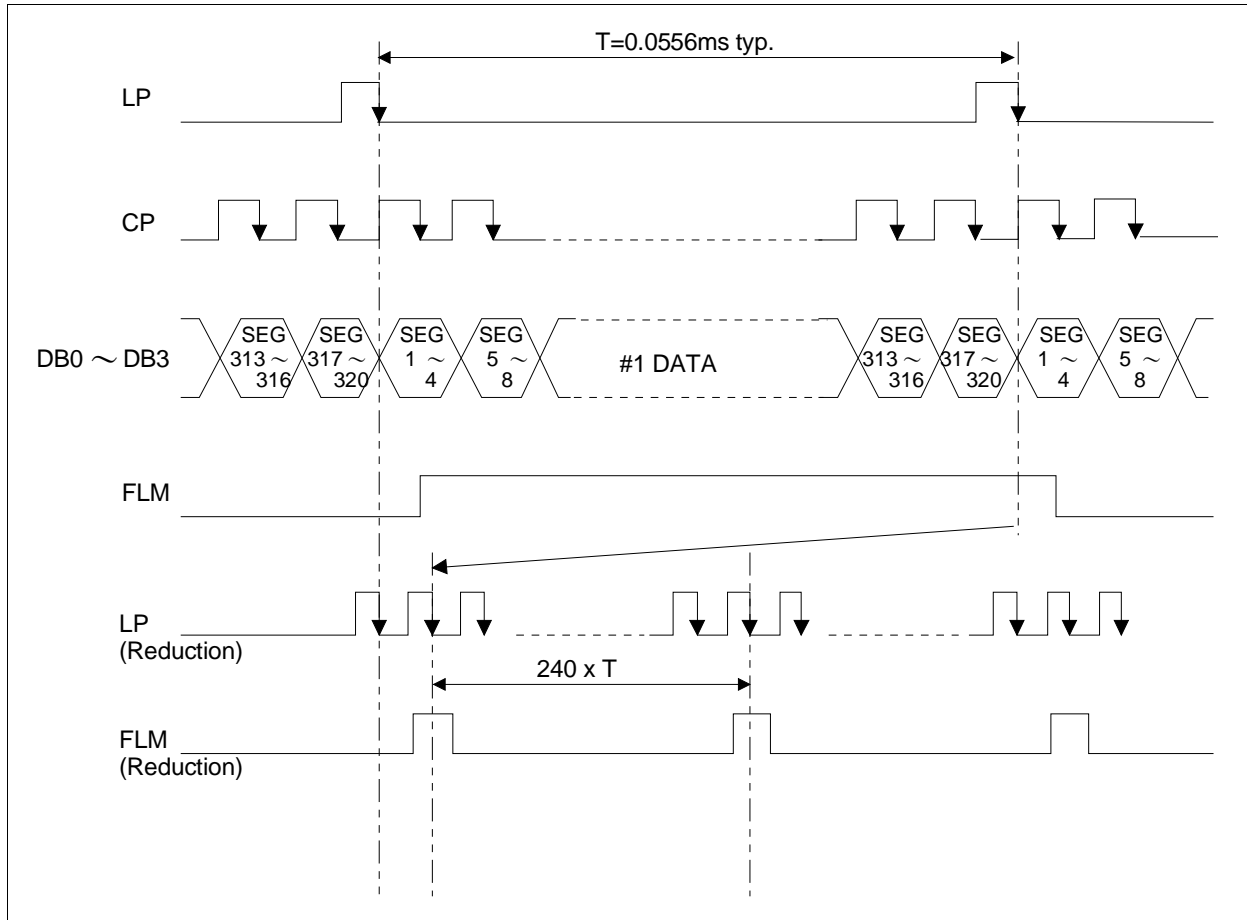 T=0.0556ms typ.
LP
CP
DB0 ～ DB3
SEG
313～
316
SEG
317～
320
SEG
1 ～
4
SEG
5 ～
8
#1 DATA
SEG
313～
316
SEG
317～
320
SEG
1 ～
4
SEG
5 ～
8
FLM
LP
(Reduction)
240 x T
FLM
(Reduction)